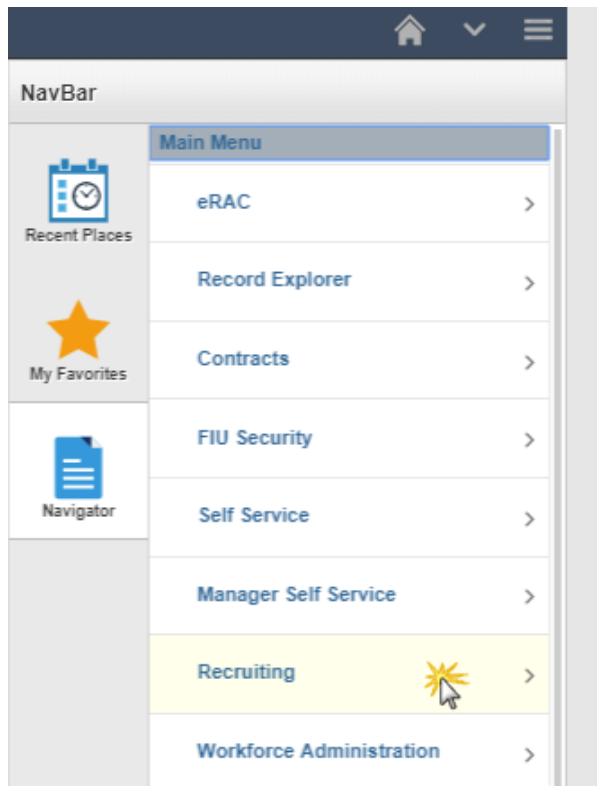 NavBar
Recent Places
My Favorites
Navigator
Main Menu
eRAC
Record Explorer
Contracts
FIU Security
Self Service
Manager Self Service
Recruiting
Workforce Administration